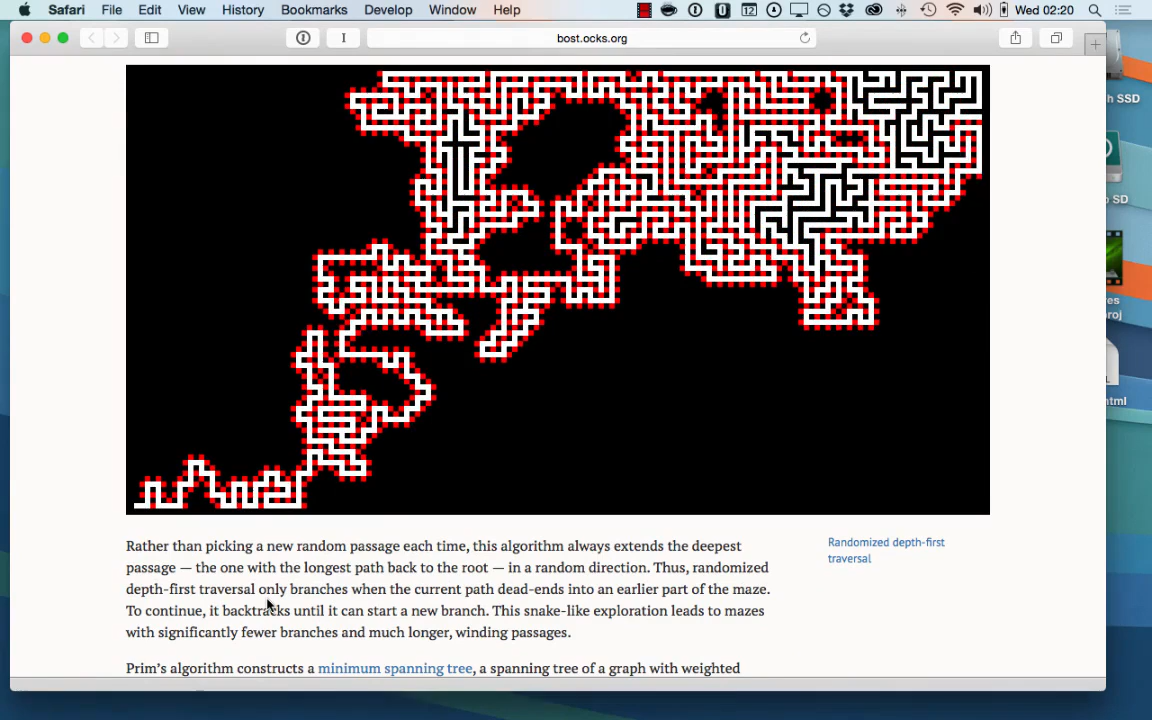 Safari File Edit View History Bookmarks Develop Window Help
12
Wed 02:20
bost.ocks.org
SSD
SD
html
Rather than picking a new random passage each time, this algorithm always extends the deepest
passage — the one with the longest path back to the root — in a random direction. Thus, randomized
depth-first traversal only branches when the current path dead-ends into an earlier part of the maze.
To continue, it backtracks until it can start a new branch. This snake-like exploration leads to mazes
with significantly fewer branches and much longer, winding passages.
Randomized depth-first
traversal
Prim's algorithm constructs a minimum spanning tree, a spanning tree of a graph with weighted